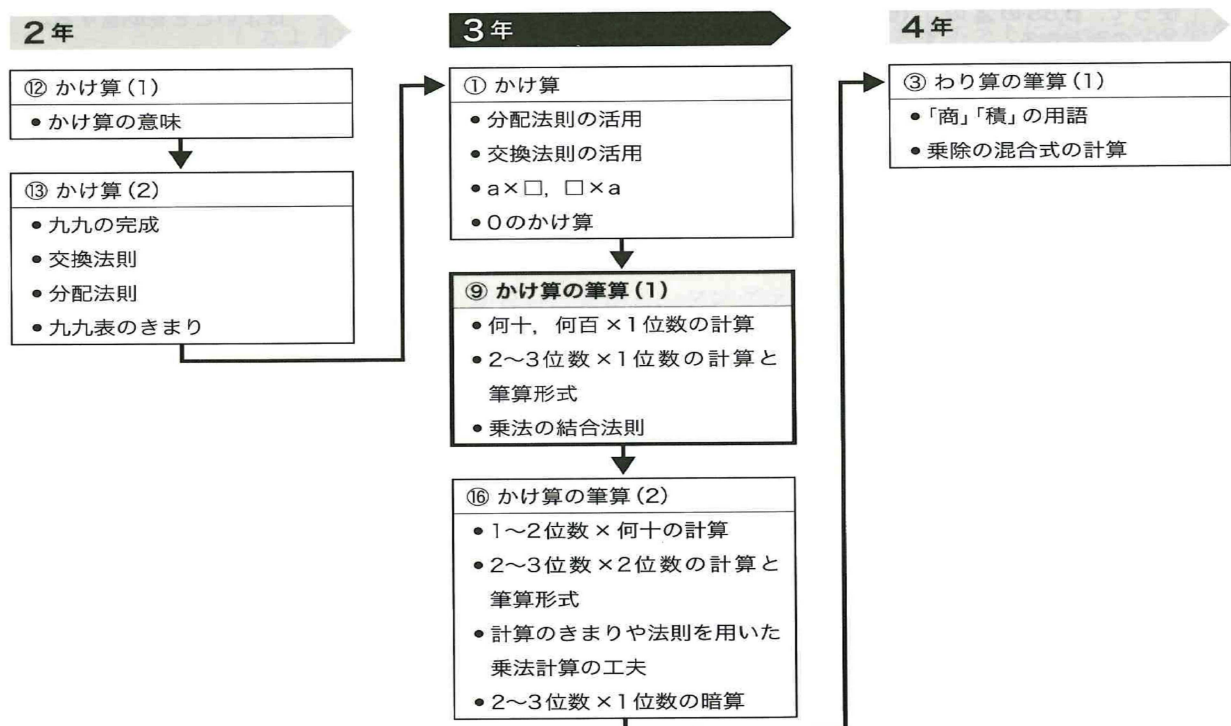 2年
⑫ かけ算(1)
• かけ算の意味
⑬ かけ算(2)
• 九九の完成
• 交換法則
• 分配法則
• 九九表のきまり
3年
① かけ算
• 分配法則の活用
• 交換法則の活用
• a×□, □×a
• 0のかけ算
⑨ かけ算の筆算(1)
• 何十, 何百×1位数の計算
• 2〜3位数×1位数の計算と
筆算形式
• 乗法の結合法則
⑯ かけ算の筆算(2)
• 1〜2位数×何十の計算
• 2〜3位数×2位数の計算と
筆算形式
• 計算のきまりや法則を用いた
乗法計算の工夫
• 2〜3位数×1位数の暗算
4年
③ わり算の筆算(1)
• 「商」「積」の用語
• 乗除の混合式の計算